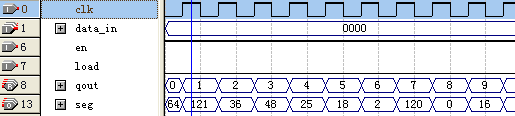 0 clk
1 data_in 0000
6 en
7 load
8 qout 0 1 2 3 4 5 6 7 8 9
13 seg 64 121 36 48 25 18 2 120 0 16